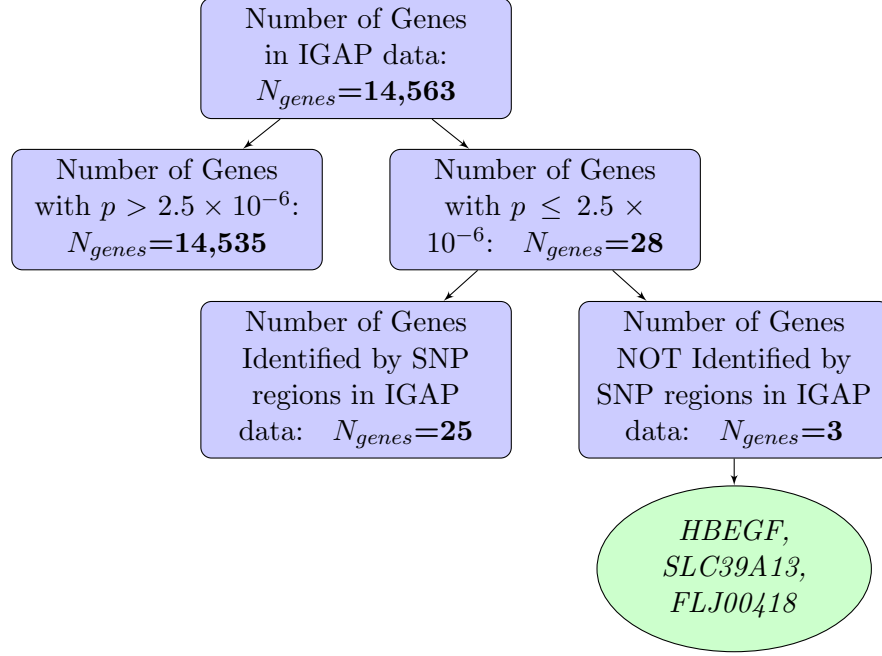 Number of Genes
in IGAP data:
N_genes=14,563
Number of Genes
with p > 2.5 × 10⁻⁶:
N_genes=14,535
Number of Genes
with p ≤ 2.5 ×
10⁻⁶: N_genes=28
Number of Genes
Identified by SNP
regions in IGAP
data: N_genes=25
Number of Genes
NOT Identified by
SNP regions in IGAP
data: N_genes=3
HBEGF,
SLC39A13,
FLJ00418